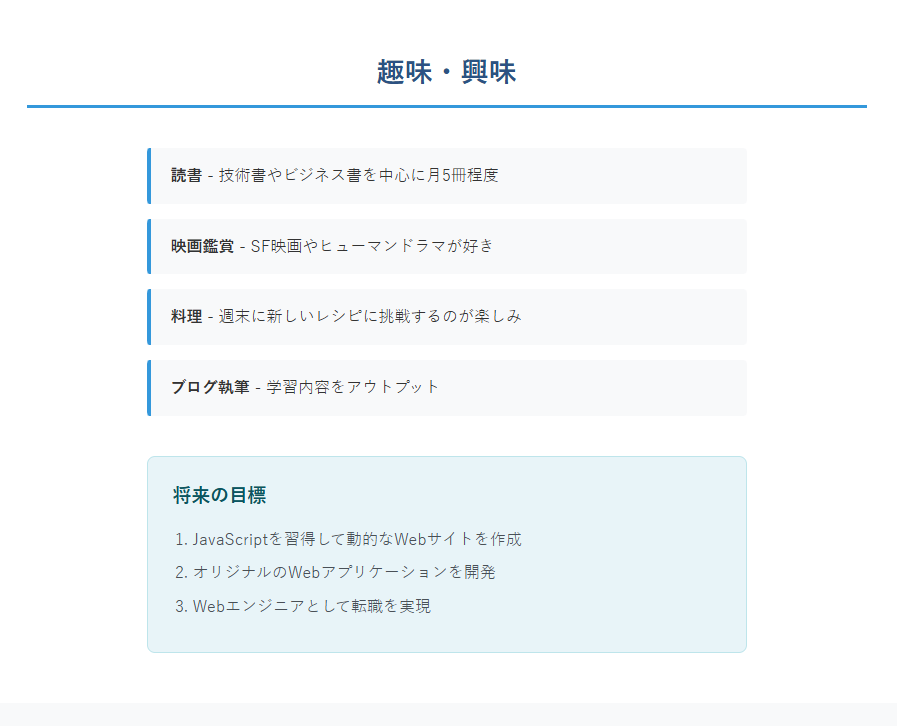 趣味・興味
読書 - 技術書やビジネス書を中心に月5冊程度
映画鑑賞 - SF映画やヒューマンドラマが好き
料理 - 週末に新しいレシピに挑戦するのが楽しみ
ブログ執筆 - 学習内容をアウトプット
将来の目標
1. JavaScriptを習得して動的なWebサイトを作成
2. オリジナルのWebアプリケーションを開発
3. Webエンジニアとして転職を実現